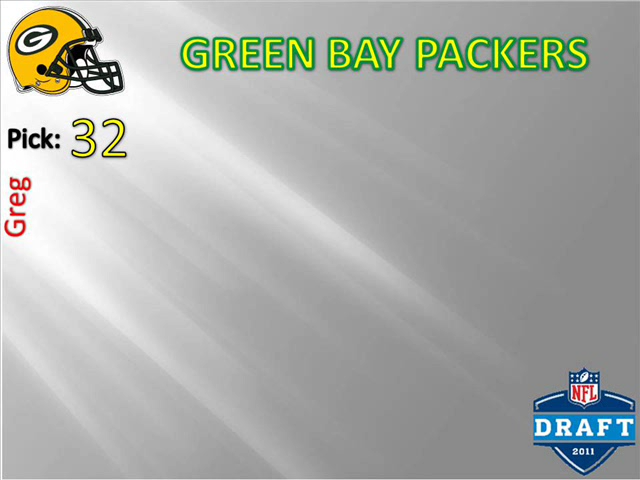 G
GREEN BAY PACKERS
Pick: 32
Greg
NFL
DRAFT
2011